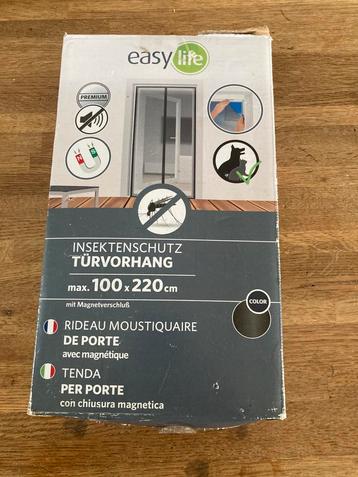 easy life
PREMIUM
INSEKTENSCHUTZ
TÜRVORHANG
max. 100 x 220 cm
mit Magnetverschluß
COLOR
RIDEAU MOUSTIQUAIRE
DE PORTE
avec magnétique
TENDA
PER PORTE
con chiusura magnetica